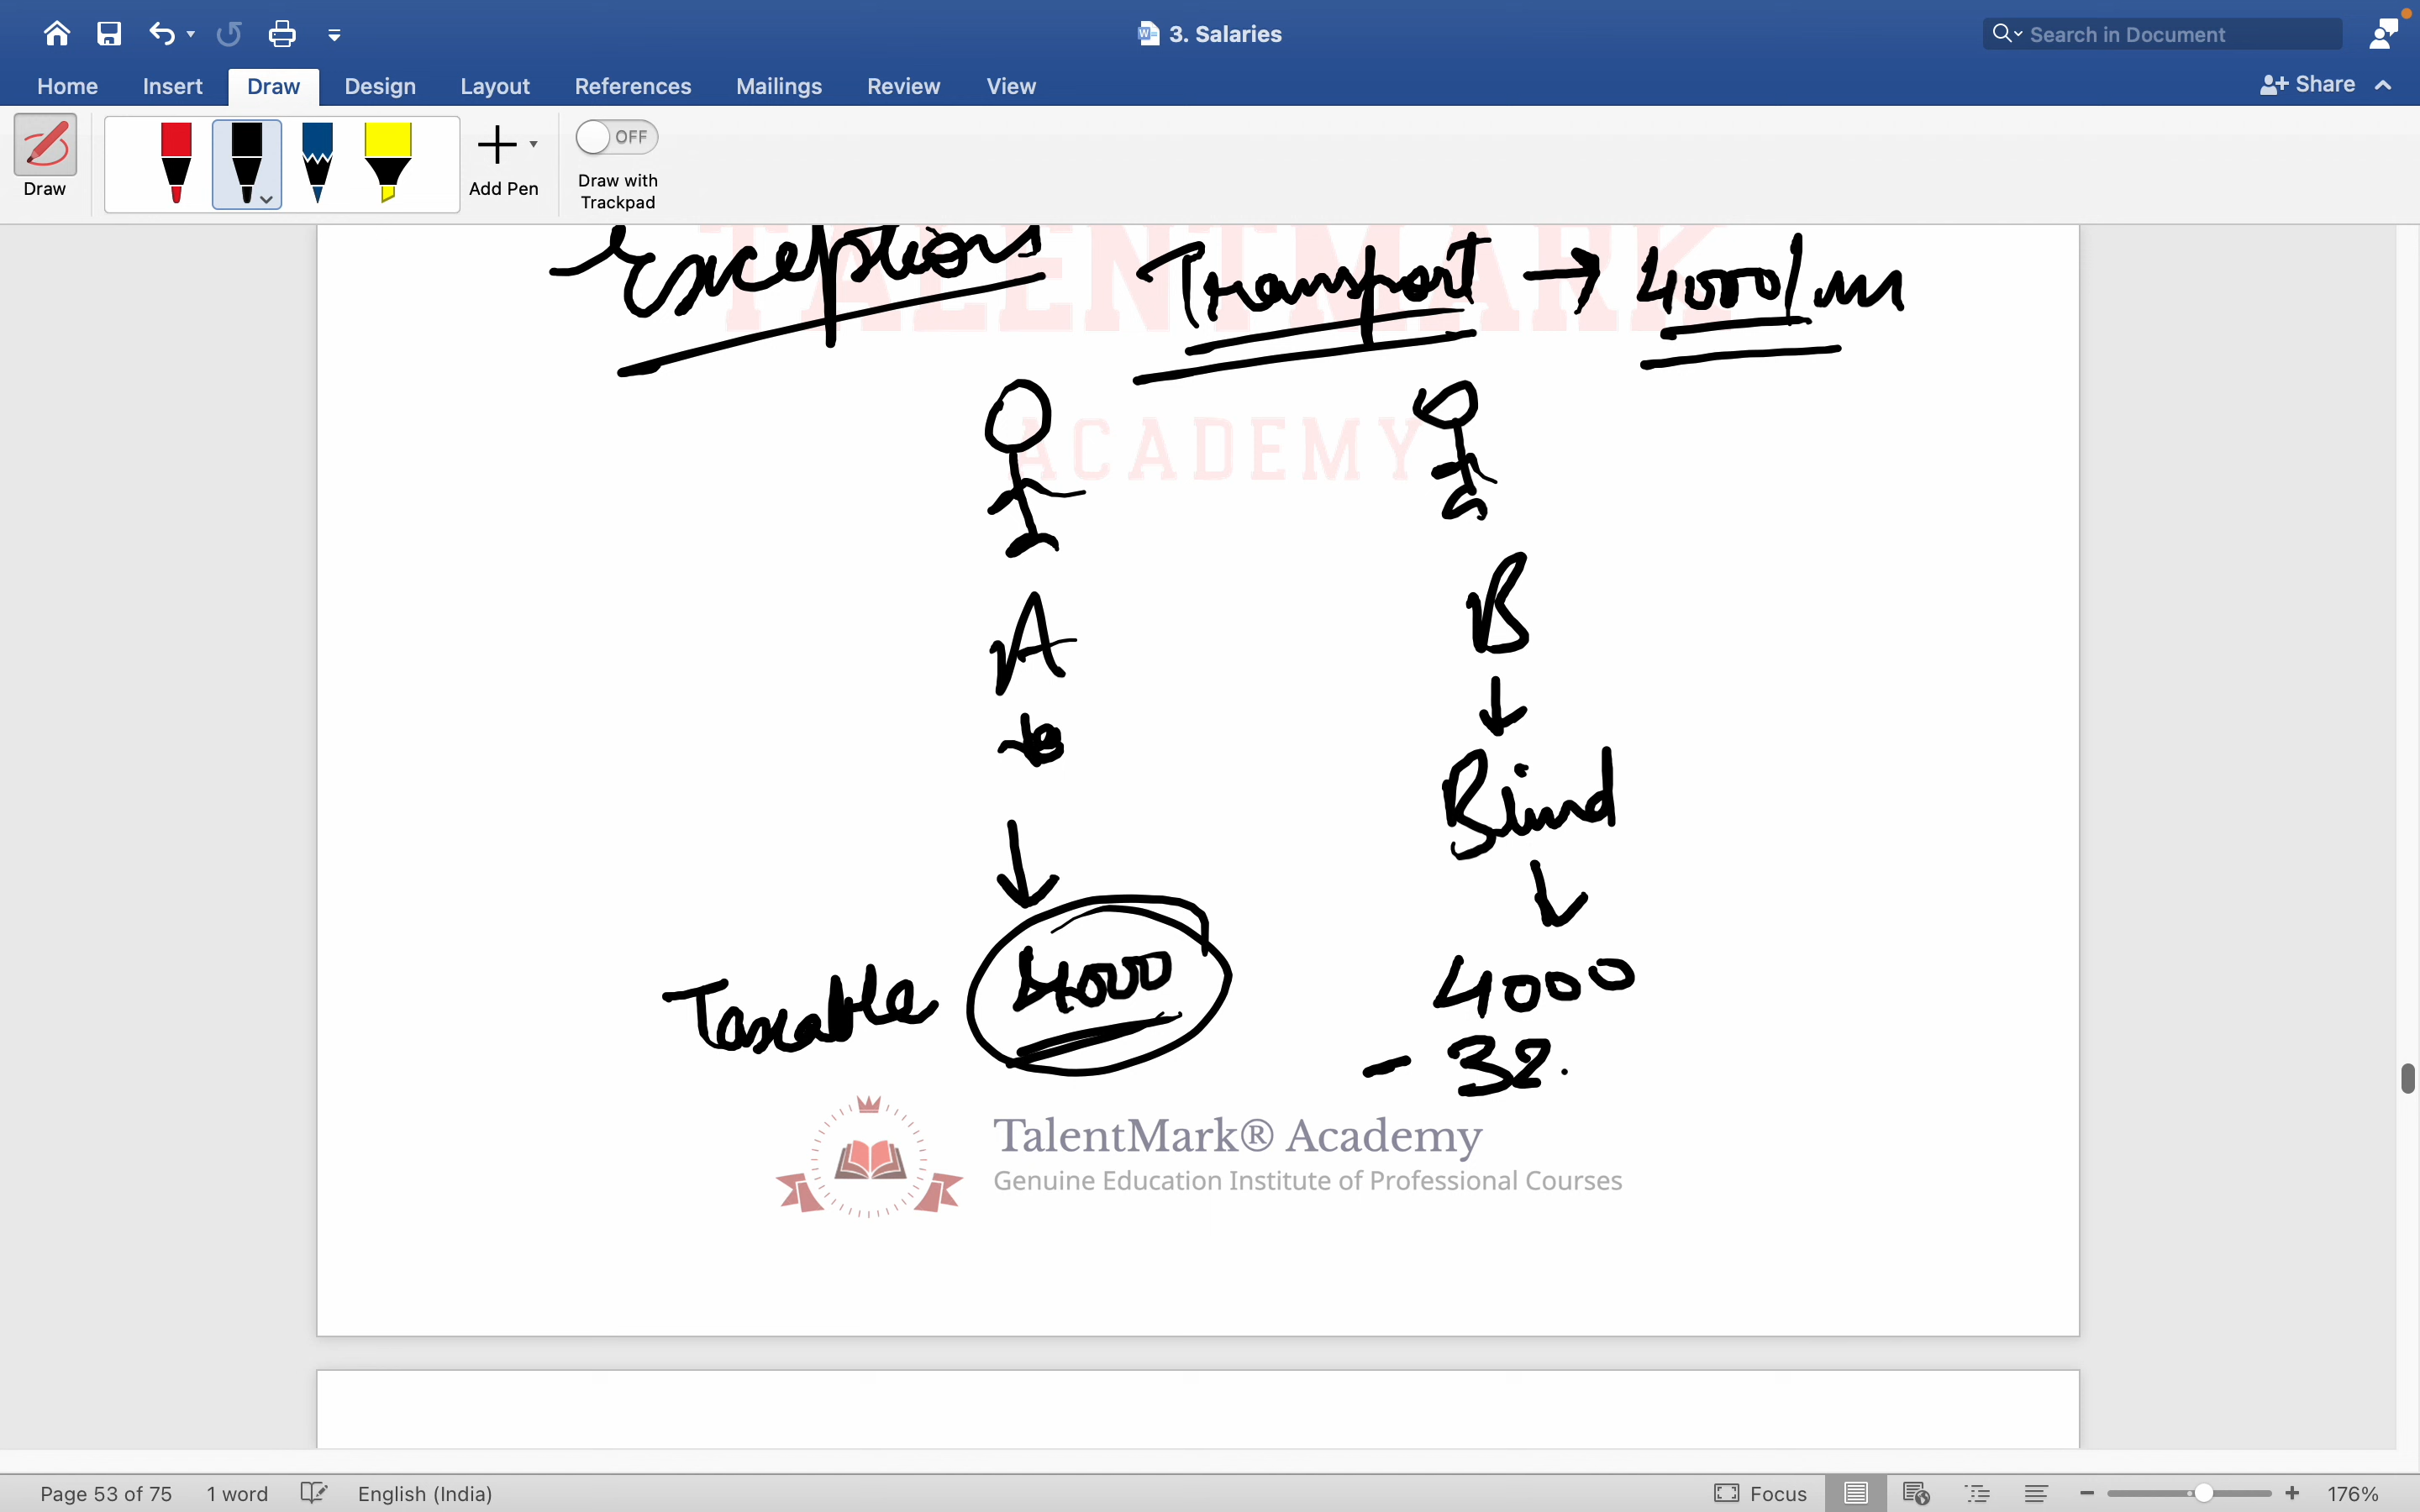 3. Salaries
Search in Document
Home Insert Draw Design Layout References Mailings Review View
Share
Draw
Add Pen
OFF
Draw with
Trackpad
TALENTMARK
ACADEMY
Exceptions Transport → 4000/m
A B
↓
Blind
↓ ↓
Taxable 4000 4000
- 32.
TalentMark® Academy
Genuine Education Institute of Professional Courses
Page 53 of 75 1 word English (India) Focus 176%